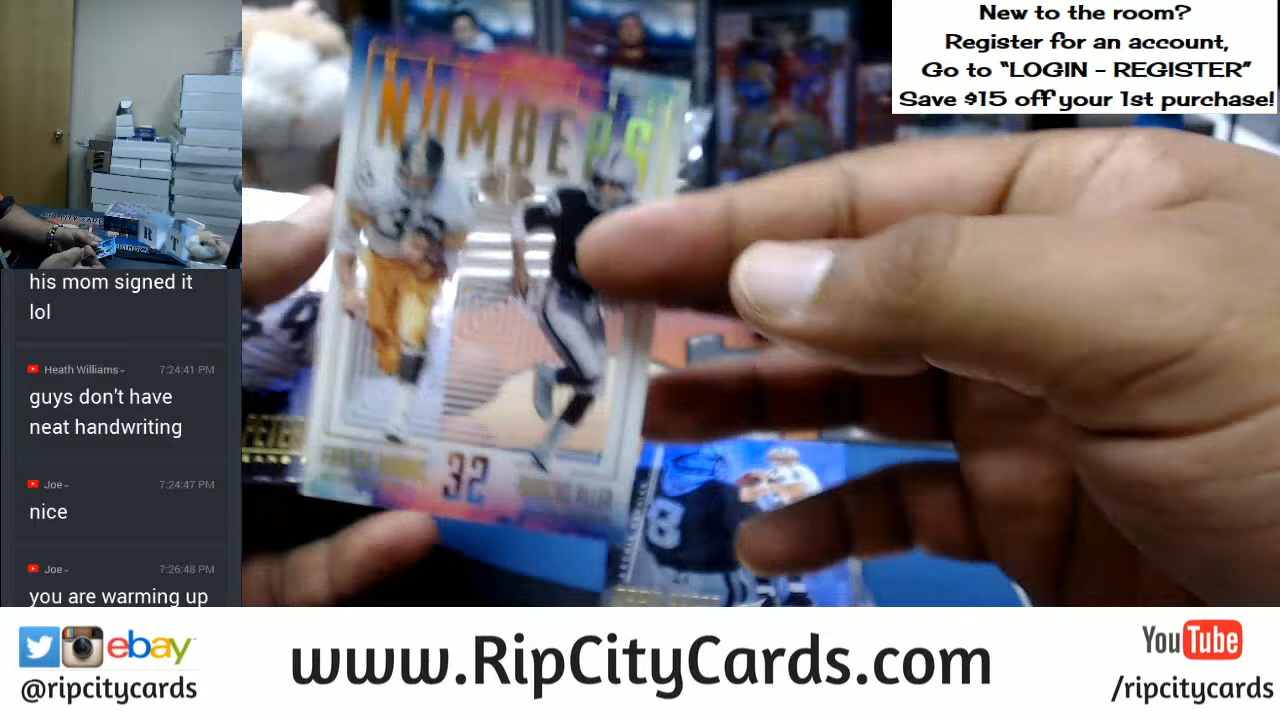 New to the room?
Register for an account,
Go to “LOGIN - REGISTER”
Save $15 off your 1st purchase!
NUMBERS
32
8
R T
his mom signed it
lol
Heath Williams 7:24:41 PM
guys don't have
neat handwriting
Joe 7:24:47 PM
nice
Joe 7:26:48 PM
you are warming up
ebay
@ripcitycards
www.RipCityCards.com
YouTube
/ripcitycards